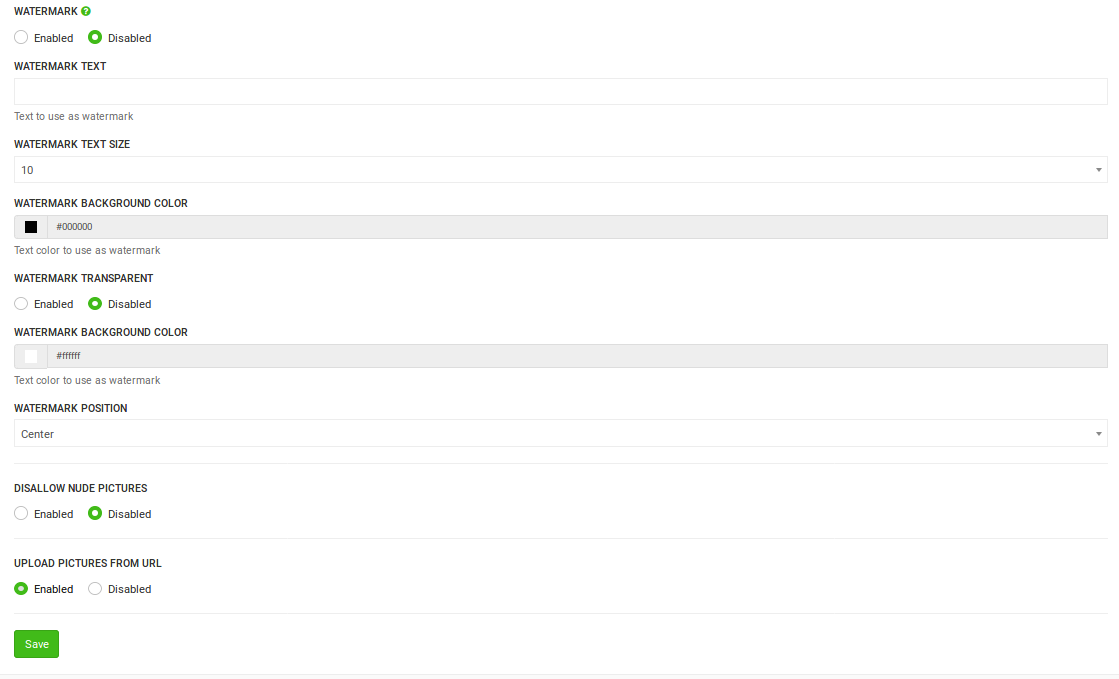 WATERMARK ?
Enabled Disabled
WATERMARK TEXT
Text to use as watermark
WATERMARK TEXT SIZE
10
WATERMARK BACKGROUND COLOR
#000000
Text color to use as watermark
WATERMARK TRANSPARENT
Enabled Disabled
WATERMARK BACKGROUND COLOR
#ffffff
Text color to use as watermark
WATERMARK POSITION
Center
DISALLOW NUDE PICTURES
Enabled Disabled
UPLOAD PICTURES FROM URL
Enabled Disabled
Save